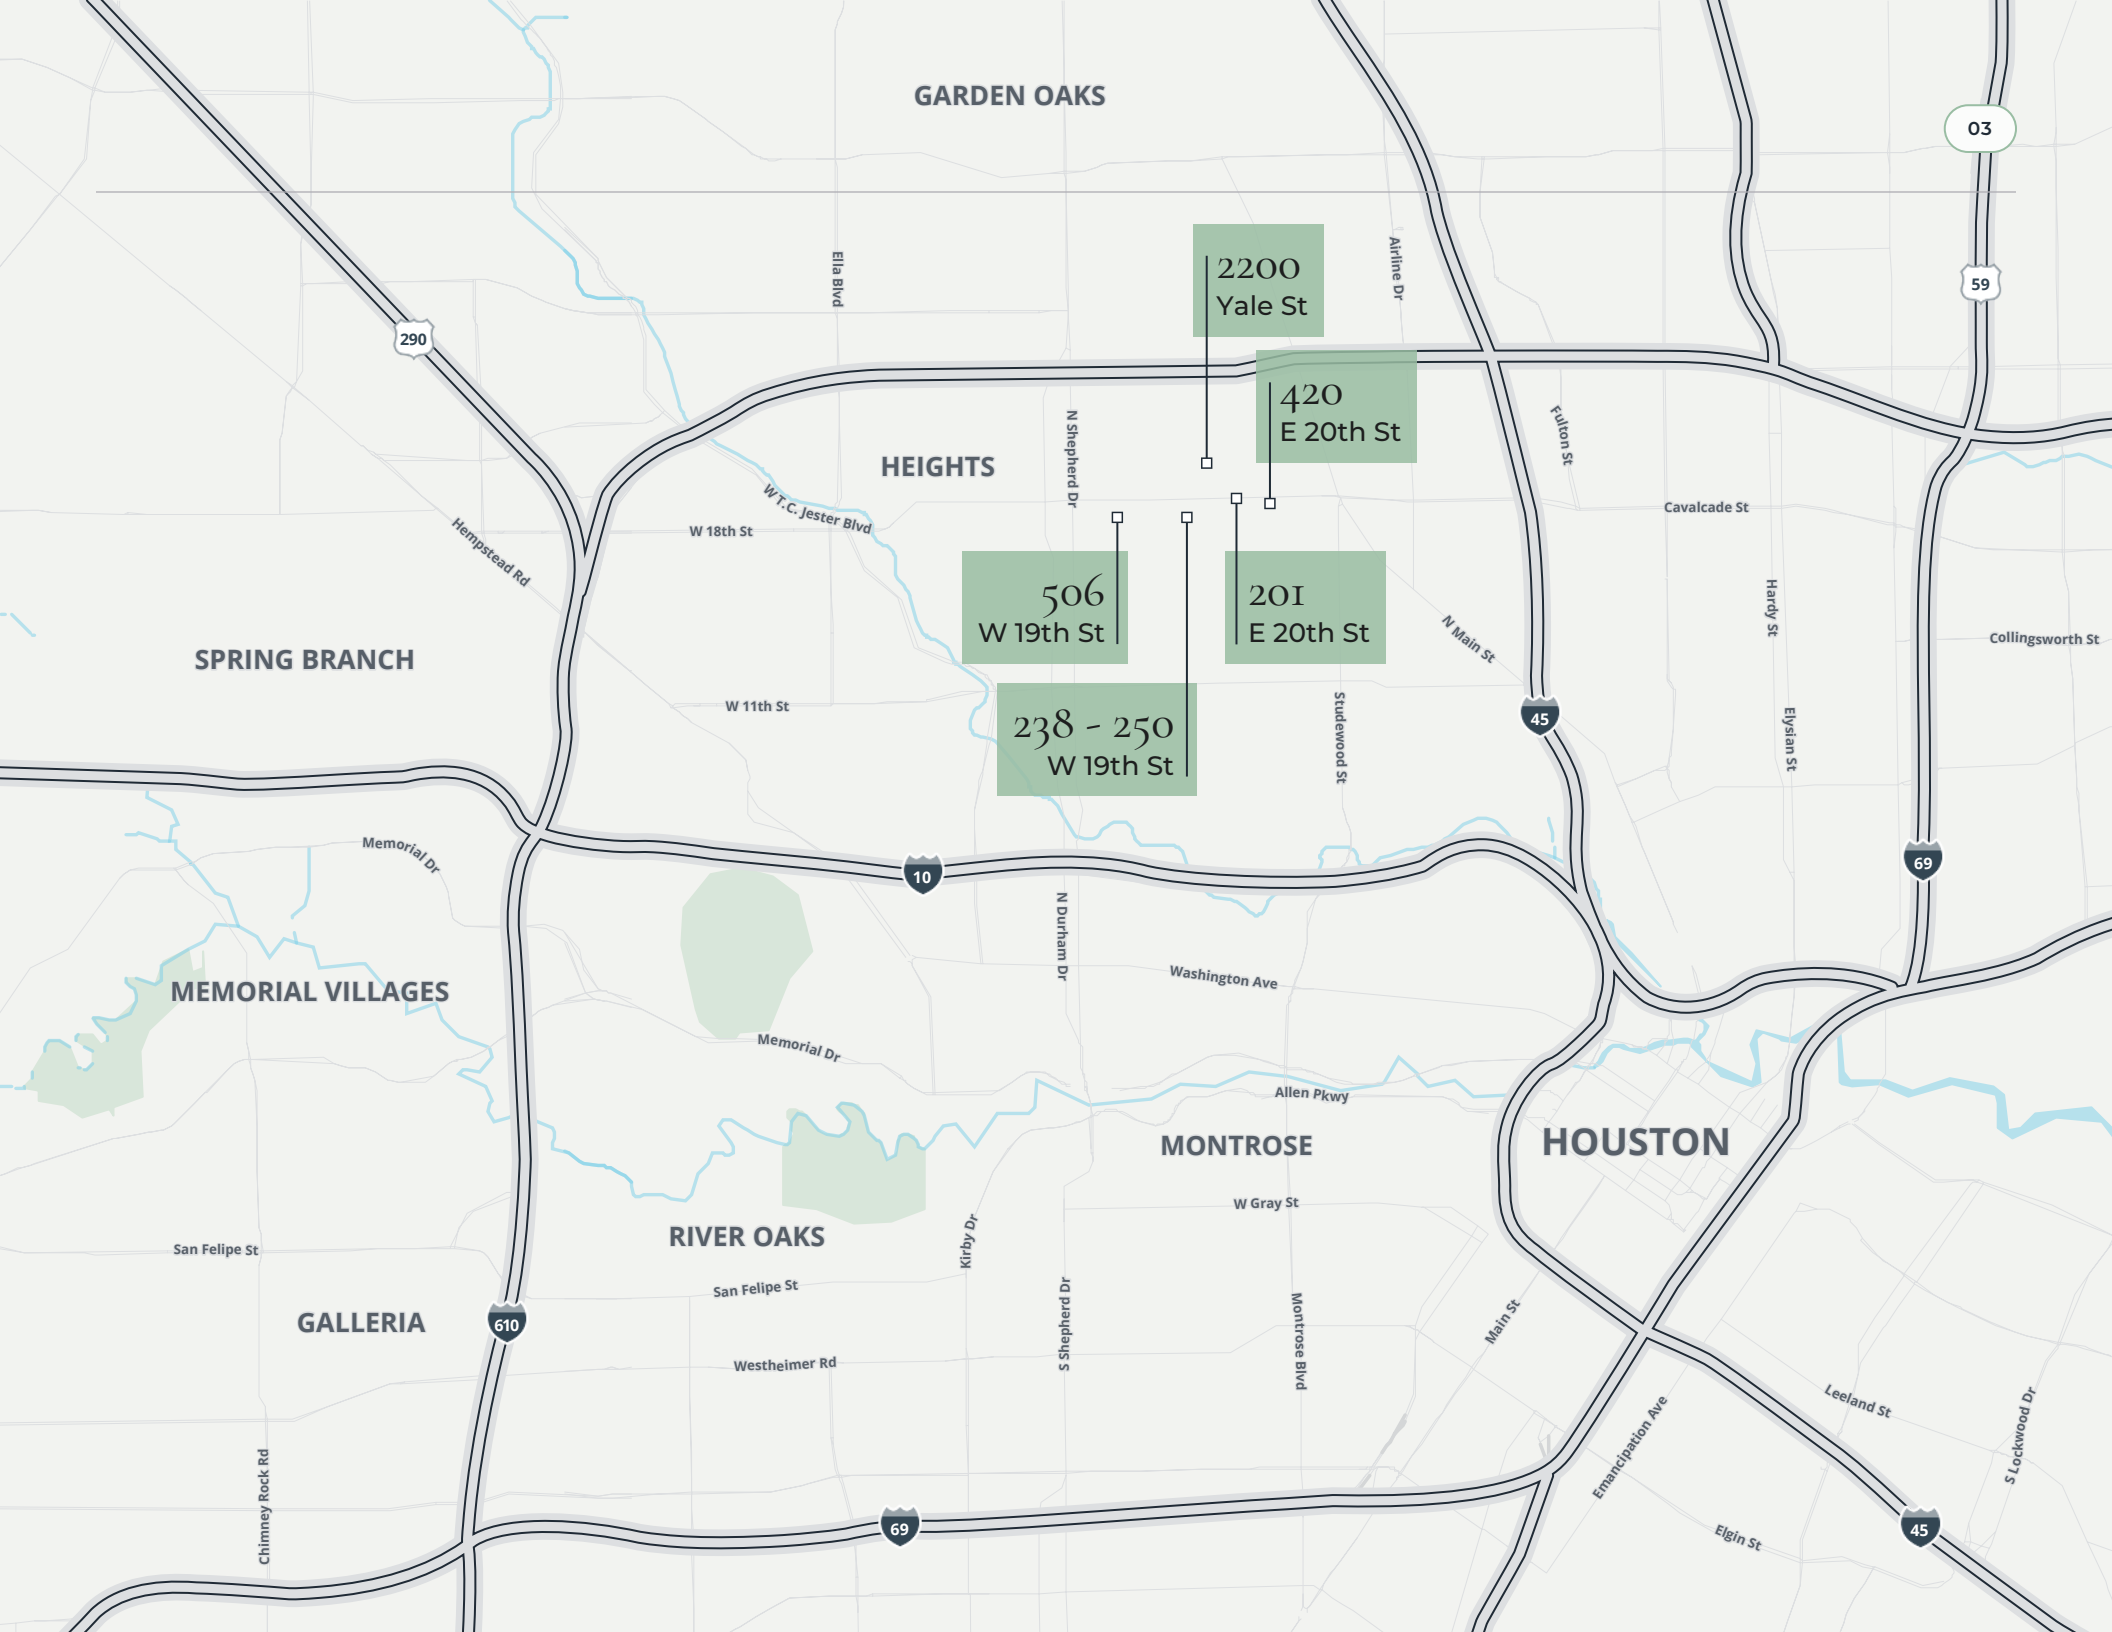 GARDEN OAKS
03
Ella Blvd
Airline Dr
2200
Yale St
59
290
420
E 20th St
N Shepherd Dr
Fulton St
HEIGHTS
W T.C. Jester Blvd
Cavalcade St
Hempstead Rd
W 18th St
506
W 19th St
201
E 20th St
Hardy St
N Main St
Collingsworth St
SPRING BRANCH
W 11th St
238 - 250
W 19th St
Studewood St
45
Elysian St
Memorial Dr
10
69
N Durham Dr
Washington Ave
MEMORIAL VILLAGES
Memorial Dr
Allen Pkwy
MONTROSE
HOUSTON
W Gray St
RIVER OAKS
Kirby Dr
San Felipe St
San Felipe St
GALLERIA
610
S Shepherd Dr
Montrose Blvd
Main St
Westheimer Rd
Leeland St
Emancipation Ave
S Lockwood Dr
Chimney Rock Rd
69
45
Elgin St